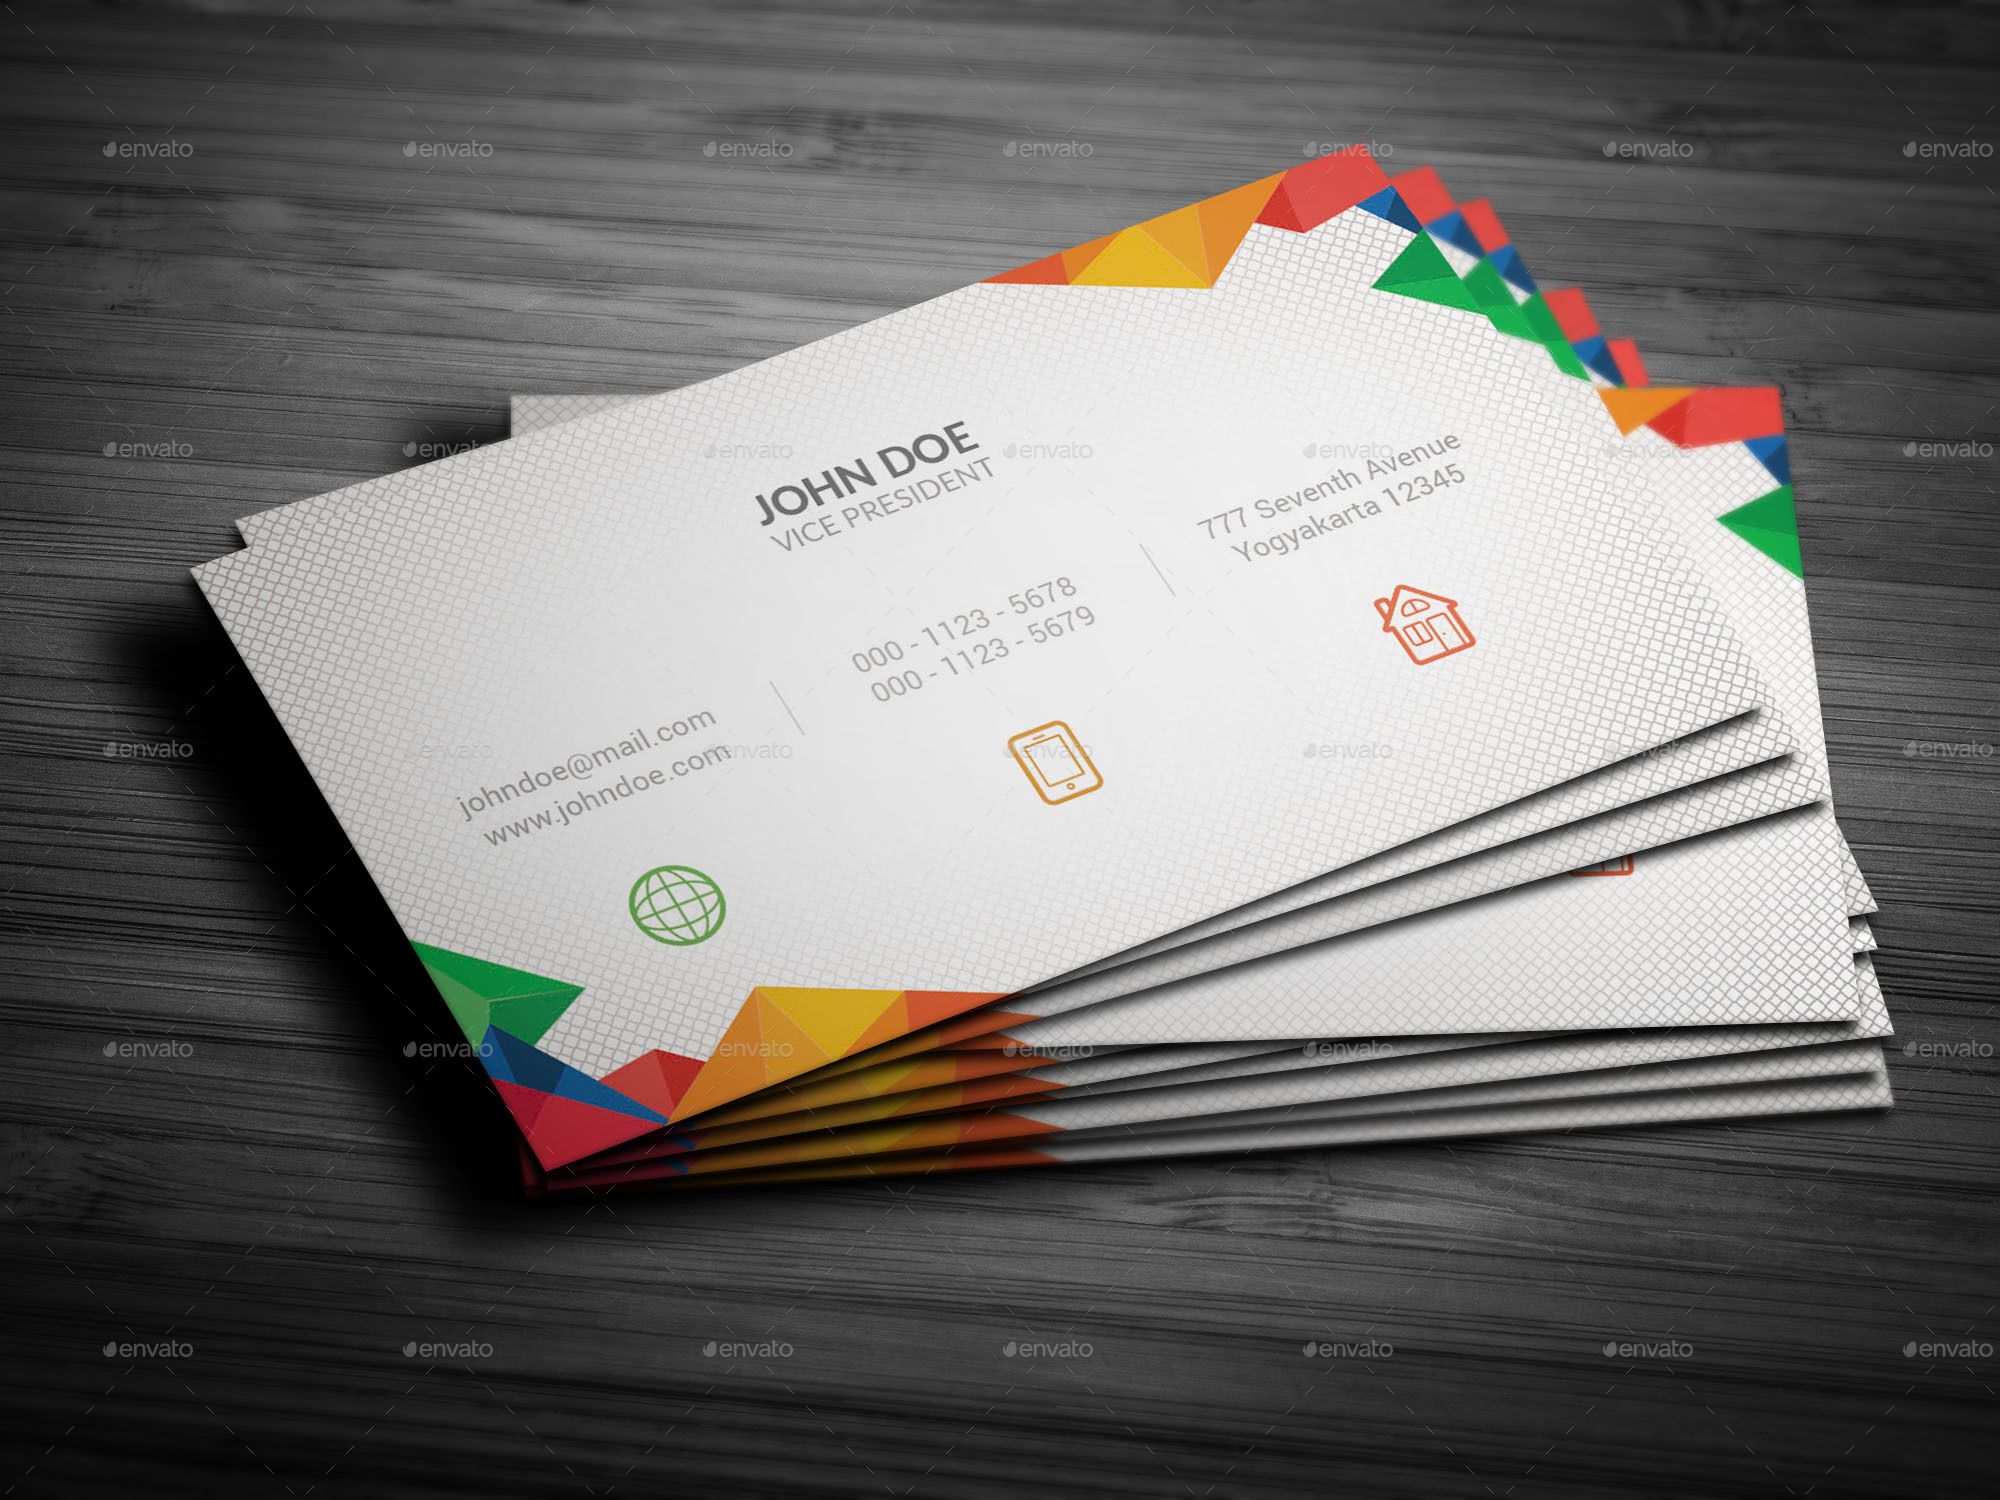 JOHN DOE
VICE PRESIDENT
johndoe@mail.com
www.johndoe.com
000 - 1123 - 5678
000 - 1123 - 5679
777 Seventh Avenue
Yogyakarta 12345
envato